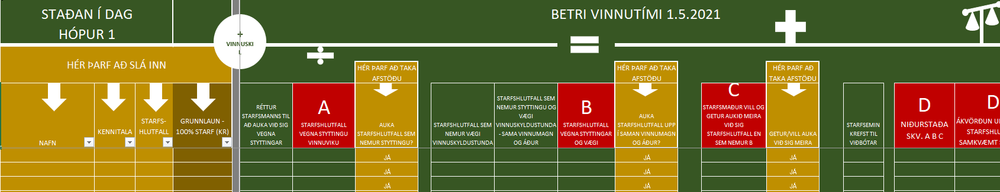 STAÐAN Í DAG
HÓPUR 1
BETRI VINNUTÍMI 1.5.2021
+
VINNUSKI
L
HÉR ÞARF AÐ SLÁ INN
HÉR ÞARF AÐ TAKA
AFSTÖÐU
HÉR ÞARF AÐ TAKA
AFSTÖÐU
HÉR ÞARF AÐ
TAKA AFSTÖÐU
NAFN
KENNITALA
STARFS-
HLUTFALL
GRUNNLAUN -
100% STARF (KR)
RÉTTUR
STARFSMANNS TIL
AÐ AUKA VIÐ SIG
VEGNA
STYTTINGAR
A
STARFSHLUTFALL
VEGNA STYTTINGU
VINNUVIKU
AUKA
STARFSHLUTFALL SEM
NEMUR STYTTINGU?
STARFSHLUTFALL SEM
NEMUR VÆGI
VINNUKYLDUSTUNDA
STARFSHLUTFALL SEM
NEMUR STYTTINGU OG
VÆGI
VINNUSKYLDUSTUNDA
- SAMA VINNUMAGN
OG ÁÐUR
B
STARFSHLUTFALL
VEGNA STYTTINGAR
OG VÆGI
AUKA
STARFSHLUTFALL UPP
Í SAMAN VINNUMAGN
OG ÁÐUR?
C
STARFSMAÐUR VILL OG
GETUR AUKIÐ MEIRA
VIÐ SIG
STARFSHLUTFALL EN
SEM NEMUR B
GETUR/VILL AUKA
VIÐ SIG MEIRA
STARFSEMIN
KREFST TIL
VIÐBÓTAR
D
NIÐURSTAÐA
SKV. A B C
D
ÁKVÖRÐUN UM
STARFSHLU
SAMKVÆMT S
JÁ
JÁ
JÁ
JÁ
JÁ
JÁ
JÁ
JÁ
JÁ